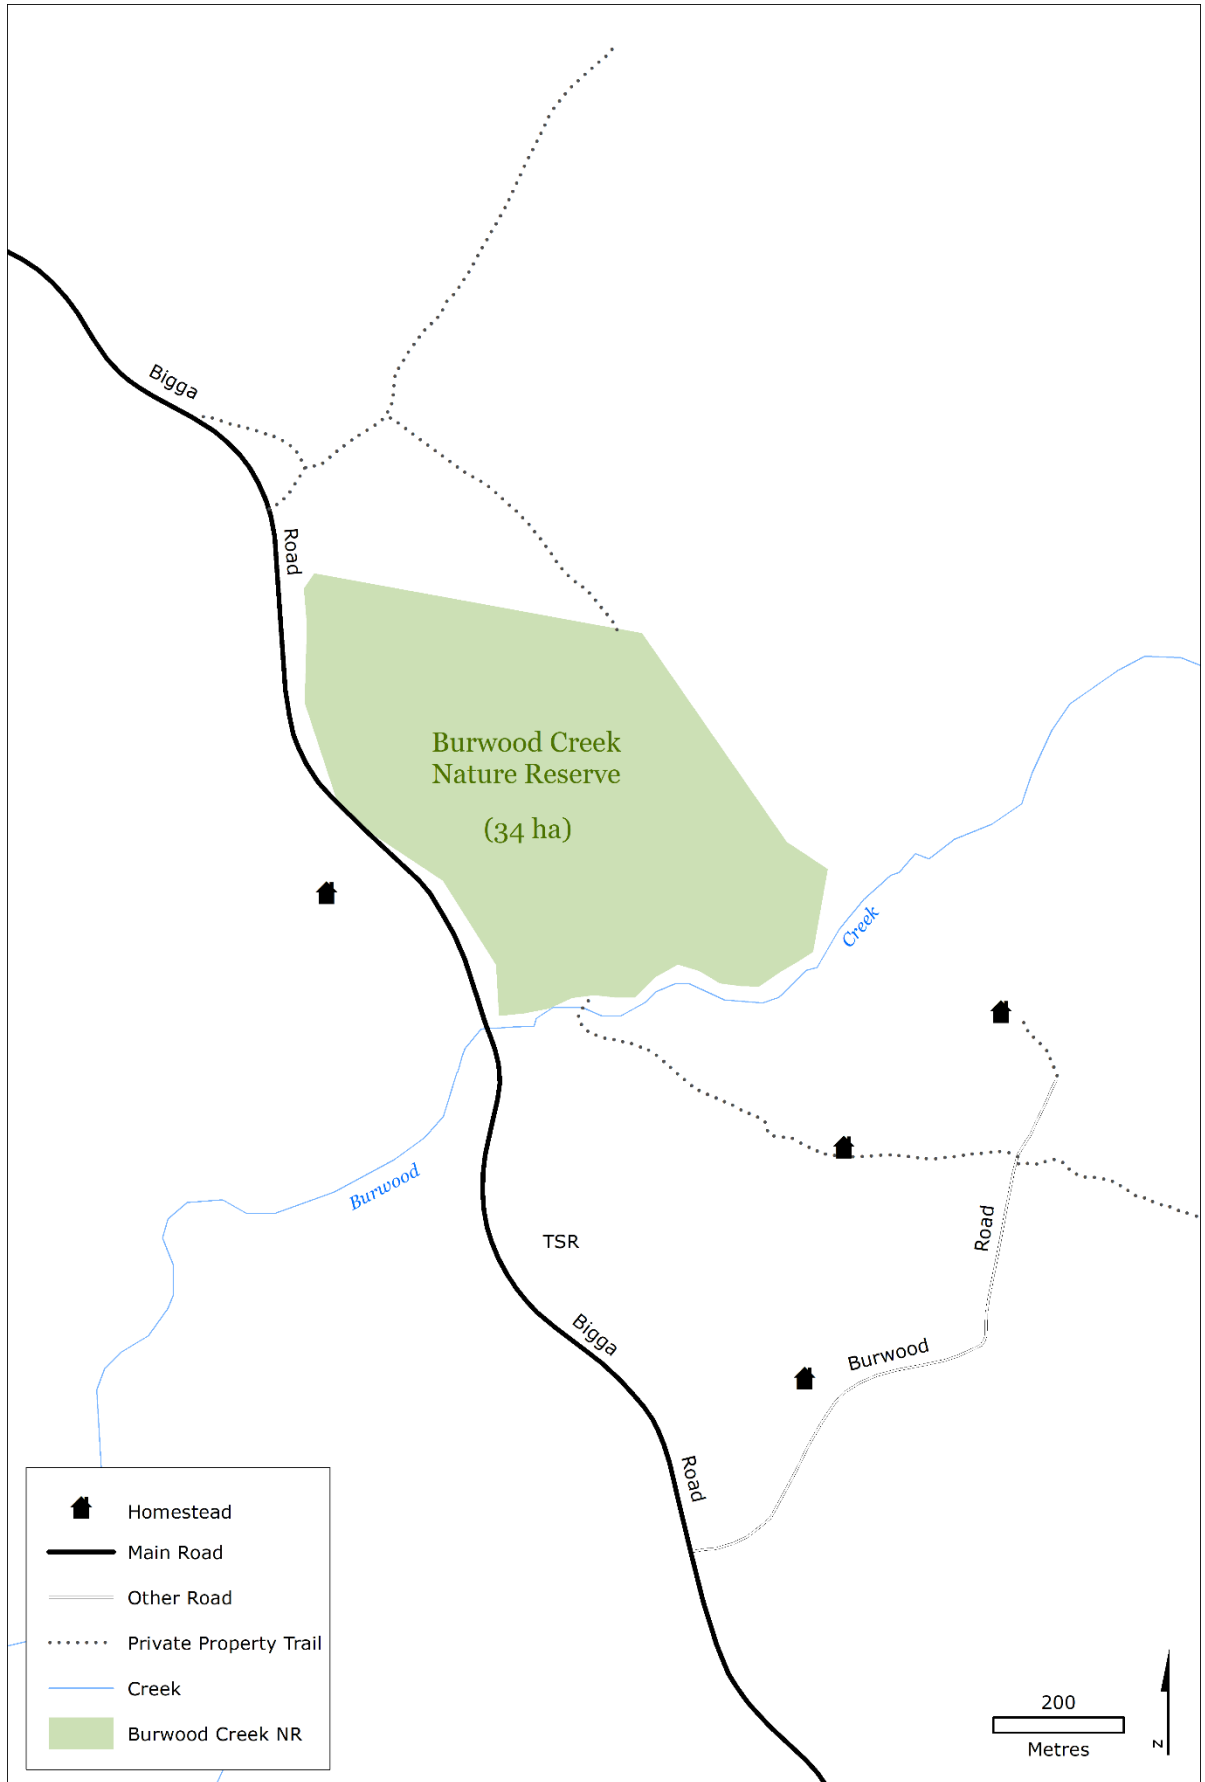 Bigga
Road
Burwood Creek
Nature Reserve
(34 ha)
Creek
Burwood
Road
TSR
Bigga
Burwood
Road
Homestead
Main Road
Other Road
Private Property Trail
Creek
Burwood Creek NR
200
Metres
N